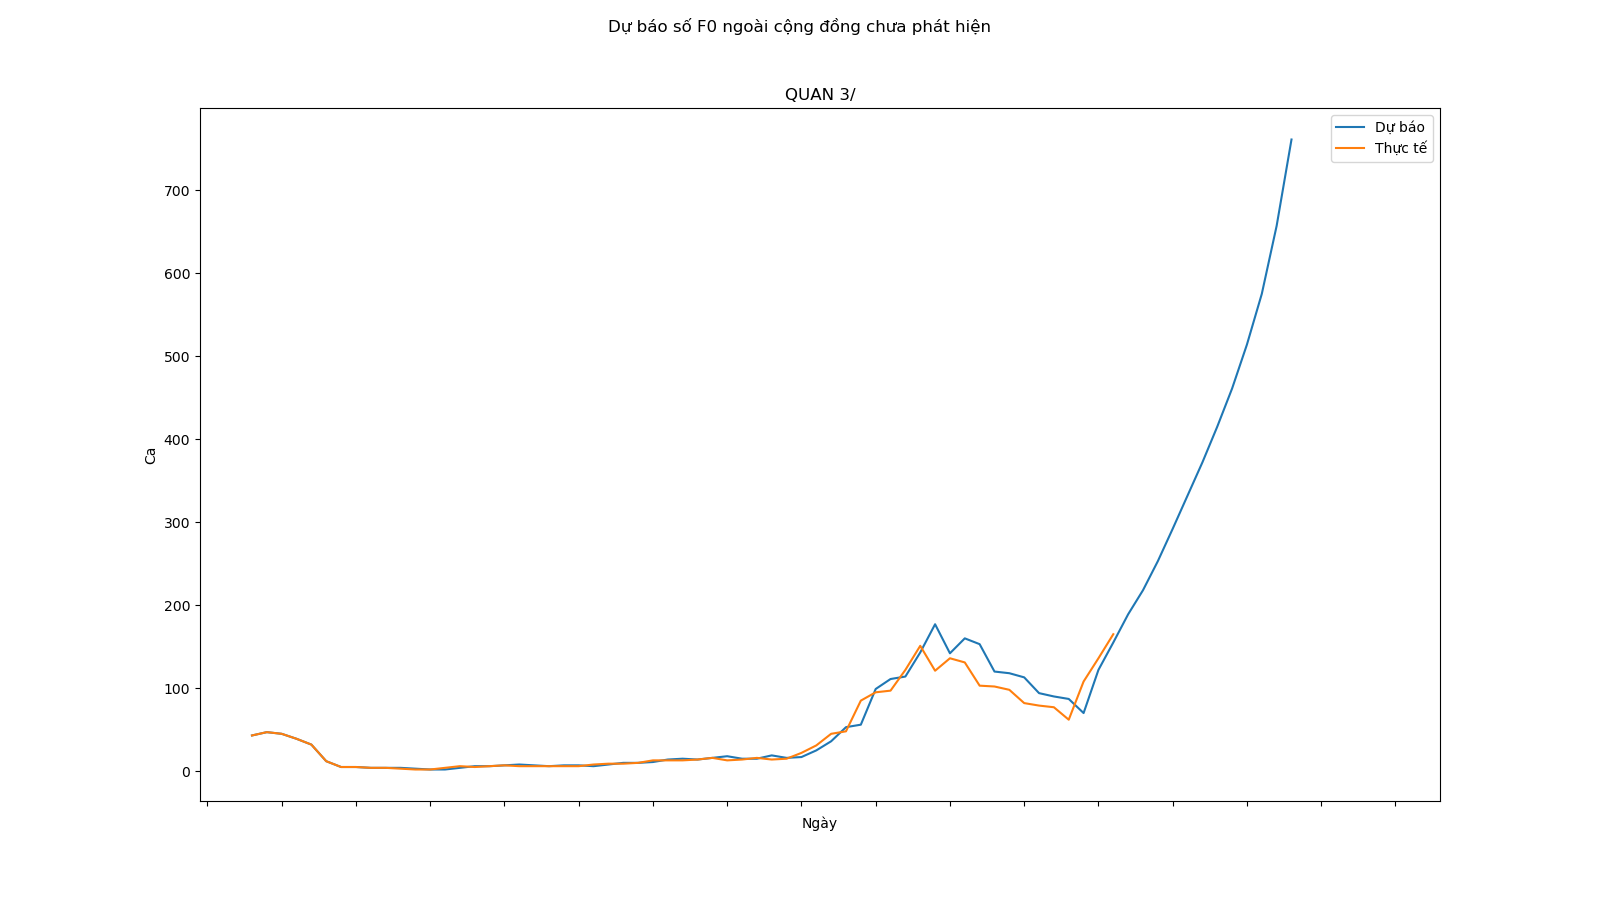 Dự báo số F0 ngoài cộng đồng chưa phát hiện
QUAN 3/
Dự báo
Thực tế
700
600
500
400
300
200
100
0
Ca
Ngày